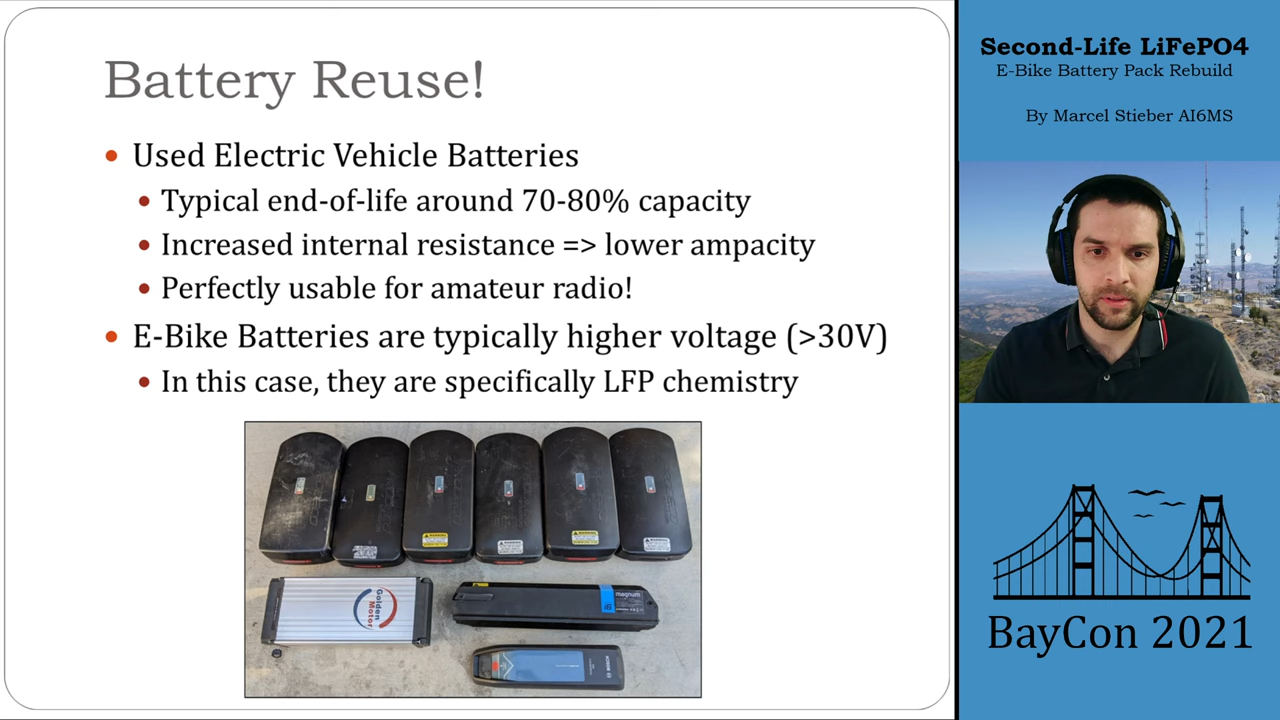 Battery Reuse!
Used Electric Vehicle Batteries
Typical end-of-life around 70-80% capacity
Increased internal resistance => lower ampacity
Perfectly usable for amateur radio!
E-Bike Batteries are typically higher voltage (>30V)
In this case, they are specifically LFP chemistry
Golden
Motor
magnum
i6
BOSCH
Second-Life LiFePO4
E-Bike Battery Pack Rebuild
By Marcel Stieber AI6MS
BayCon 2021